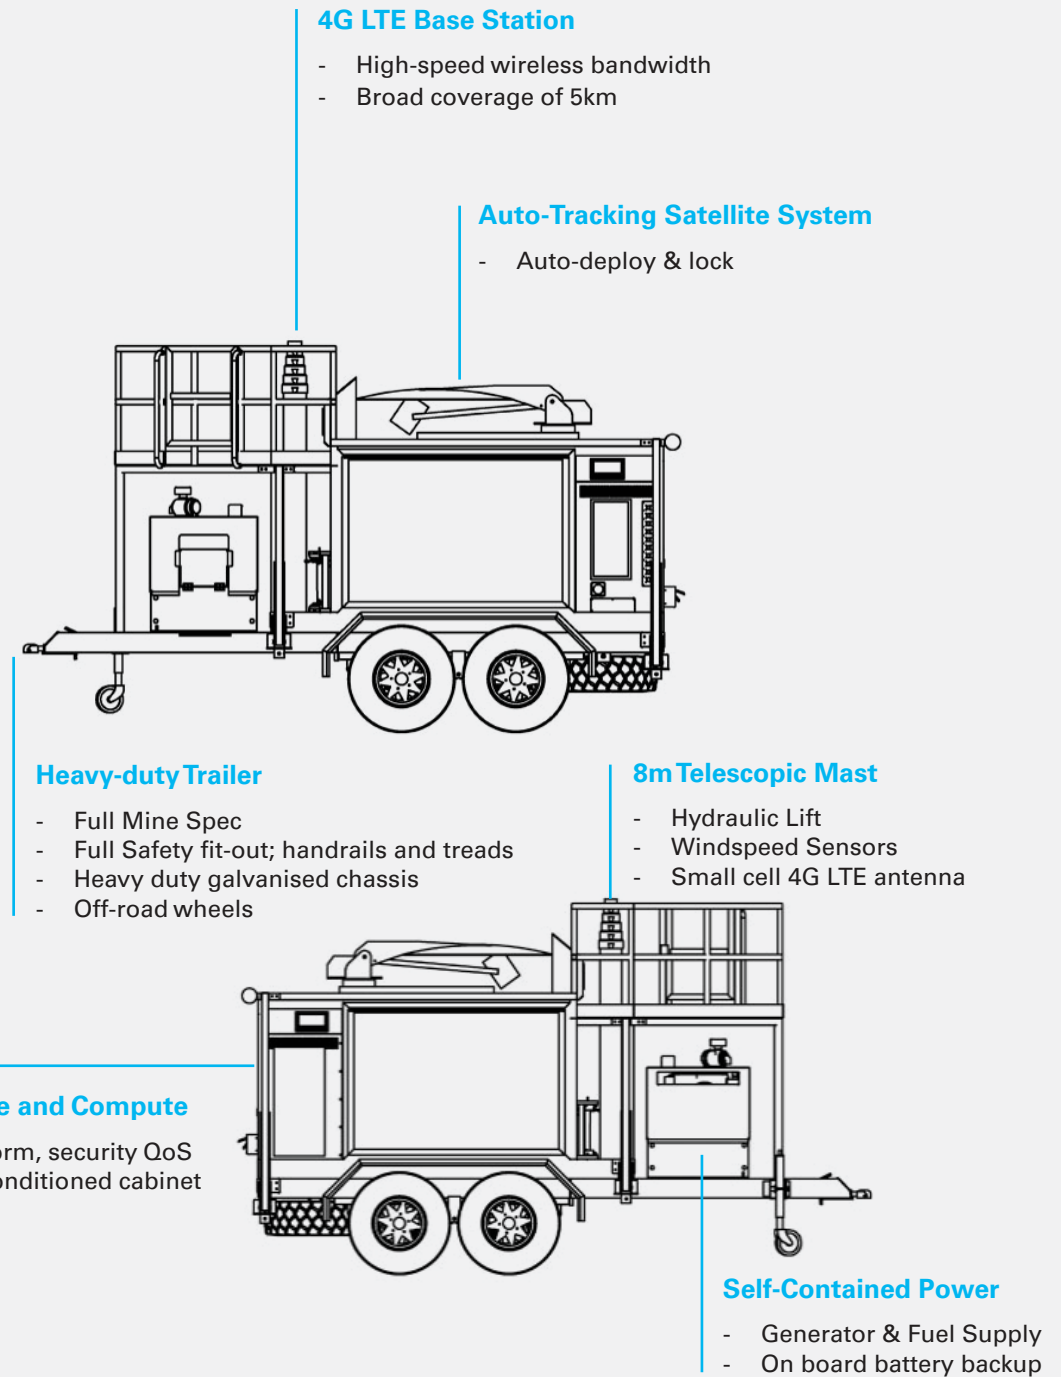 4G LTE Base Station
- High-speed wireless bandwidth
- Broad coverage of 5km
Auto-Tracking Satellite System
- Auto-deploy & lock
Heavy-duty Trailer
- Full Mine Spec
- Full Safety fit-out; handrails and treads
- Heavy duty galvanised chassis
- Off-road wheels
8m Telescopic Mast
- Hydraulic Lift
- Windspeed Sensors
- Small cell 4G LTE antenna
and Compute
security QoS
cabinet
Self-Contained Power
- Generator & Fuel Supply
- On board battery backup